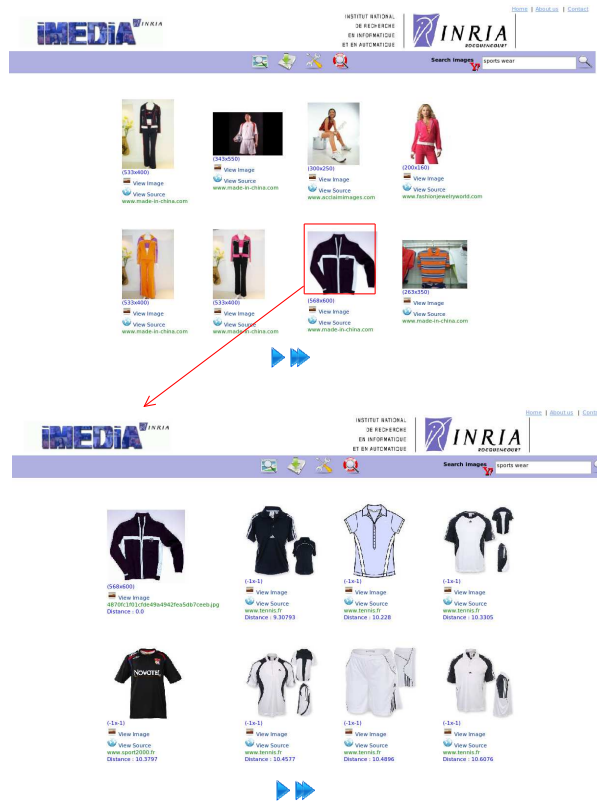 Home | About us | Contact
iMEDiA INRIA
INSTITUT NATIONAL
DE RECHERCHE
EN INFORMATIQUE
ET EN AUTOMATIQUE
INRIA
ROCQUENCOURT
Search Images sports wear
(533x400)
View Image
View Source
www.made-in-china.com
(343x550)
View Image
View Source
www.made-in-china.com
(300x250)
View Image
View Source
www.acclaimimages.com
(200x160)
View Image
View Source
www.fashionjewelryworld.com
(533x400)
View Image
View Source
www.made-in-china.com
(533x400)
View Image
View Source
www.made-in-china.com
(568x600)
View Image
View Source
www.made-in-china.com
(263x350)
View Image
View Source
www.made-in-china.com
Home | About us | Cont
iMEDiA INRIA
INSTITUT NATIONAL
DE RECHERCHE
EN INFORMATIQUE
ET EN AUTOMATIQUE
INRIA
ROCQUENCOURT
Search Images sports wear
(568x600)
View Image
4870fc1f01cfde49a4942fea5db7ceeb.jpg
Distance : 0.0
(-1x-1)
View Image
View Source
www.tennis.fr
Distance : 9.30793
(-1x-1)
View Image
View Source
www.tennis.fr
Distance : 10.228
(-1x-1)
View Image
View Source
www.tennis.fr
Distance : 10.3305
NOVOTEL
(-1x-1)
View Image
View Source
www.sport2000.fr
Distance : 10.3797
(-1x-1)
View Image
View Source
www.tennis.fr
Distance : 10.4577
(-1x-1)
View Image
View Source
www.tennis.fr
Distance : 10.4896
(-1x-1)
View Image
View Source
www.tennis.fr
Distance : 10.6076